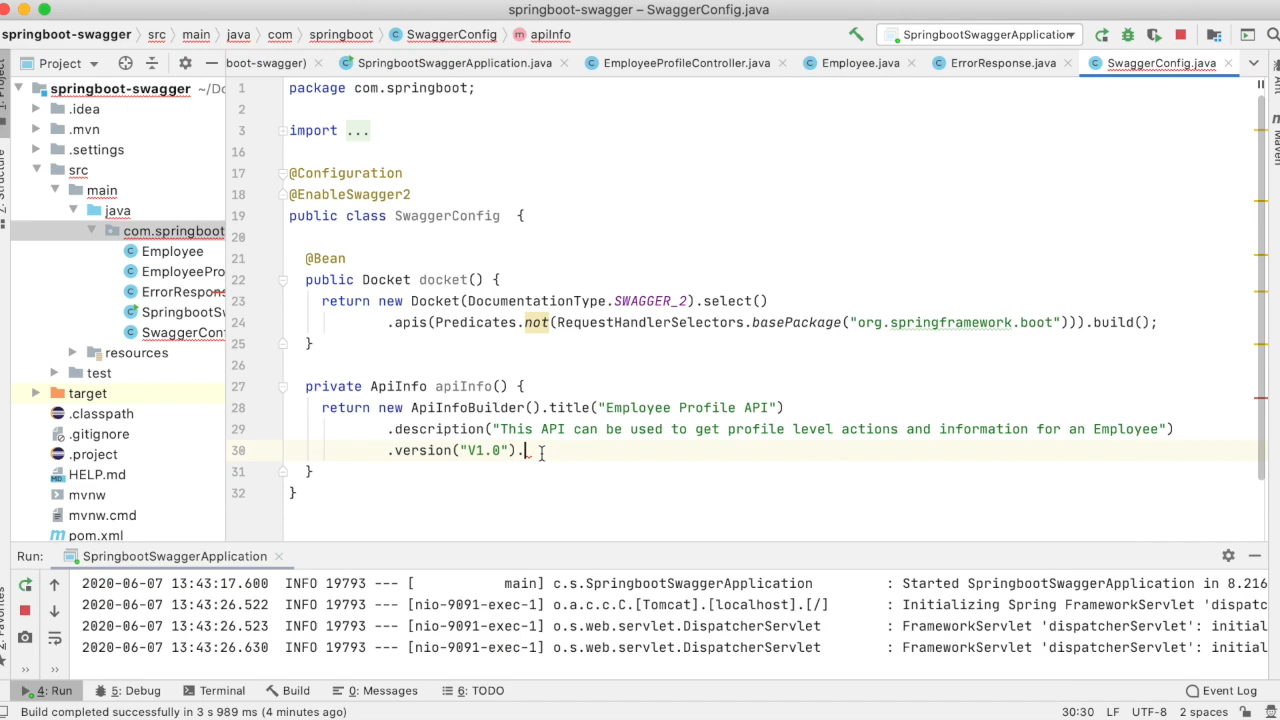 springboot-swagger – SwaggerConfig.java
springboot-swagger src main java com springboot SwaggerConfig apiInfo SpringbootSwaggerApplication
Project boot-swagger) SpringbootSwaggerApplication.java EmployeeProfileController.java Employee.java ErrorResponse.java SwaggerConfig.java
1: Project
Z: Structure
Z: Favorites
Ant
Maven
springboot-swagger ~/Do
.idea
.mvn
.settings
src
main
java
com.springboot
Employee
EmployeePro
ErrorRespon
SpringbootSw
SwaggerConf
resources
test
target
.classpath
.gitignore
.project
HELP.md
mvnw
mvnw.cmd
pom.xml
1 package com.springboot;
2
3 import ...
16
17 @Configuration
18 @EnableSwagger2
19 public class SwaggerConfig {
20
21 @Bean
22 public Docket docket() {
23 return new Docket(DocumentationType.SWAGGER_2).select()
24 .apis(Predicates.not(RequestHandlerSelectors.basePackage("org.springframework.boot"))).build();
25 }
26
27 private ApiInfo apiInfo() {
28 return new ApiInfoBuilder().title("Employee Profile API")
29 .description("This API can be used to get profile level actions and information for an Employee")
30 .version("V1.0").
31 }
32 }
Run: SpringbootSwaggerApplication
2020-06-07 13:43:17.600 INFO 19793 --- [ main] c.s.SpringbootSwaggerApplication : Started SpringbootSwaggerApplication in 8.216
2020-06-07 13:43:26.522 INFO 19793 --- [nio-9091-exec-1] o.a.c.c.C.[Tomcat].[localhost].[/] : Initializing Spring FrameworkServlet 'dispatc
2020-06-07 13:43:26.523 INFO 19793 --- [nio-9091-exec-1] o.s.web.servlet.DispatcherServlet : FrameworkServlet 'dispatcherServlet': initial
2020-06-07 13:43:26.630 INFO 19793 --- [nio-9091-exec-1] o.s.web.servlet.DispatcherServlet : FrameworkServlet 'dispatcherServlet': initial
4: Run 5: Debug Terminal Build 0: Messages 6: TODO Event Log
Build completed successfully in 3 s 989 ms (4 minutes ago) 30:30 LF UTF-8 2 spaces